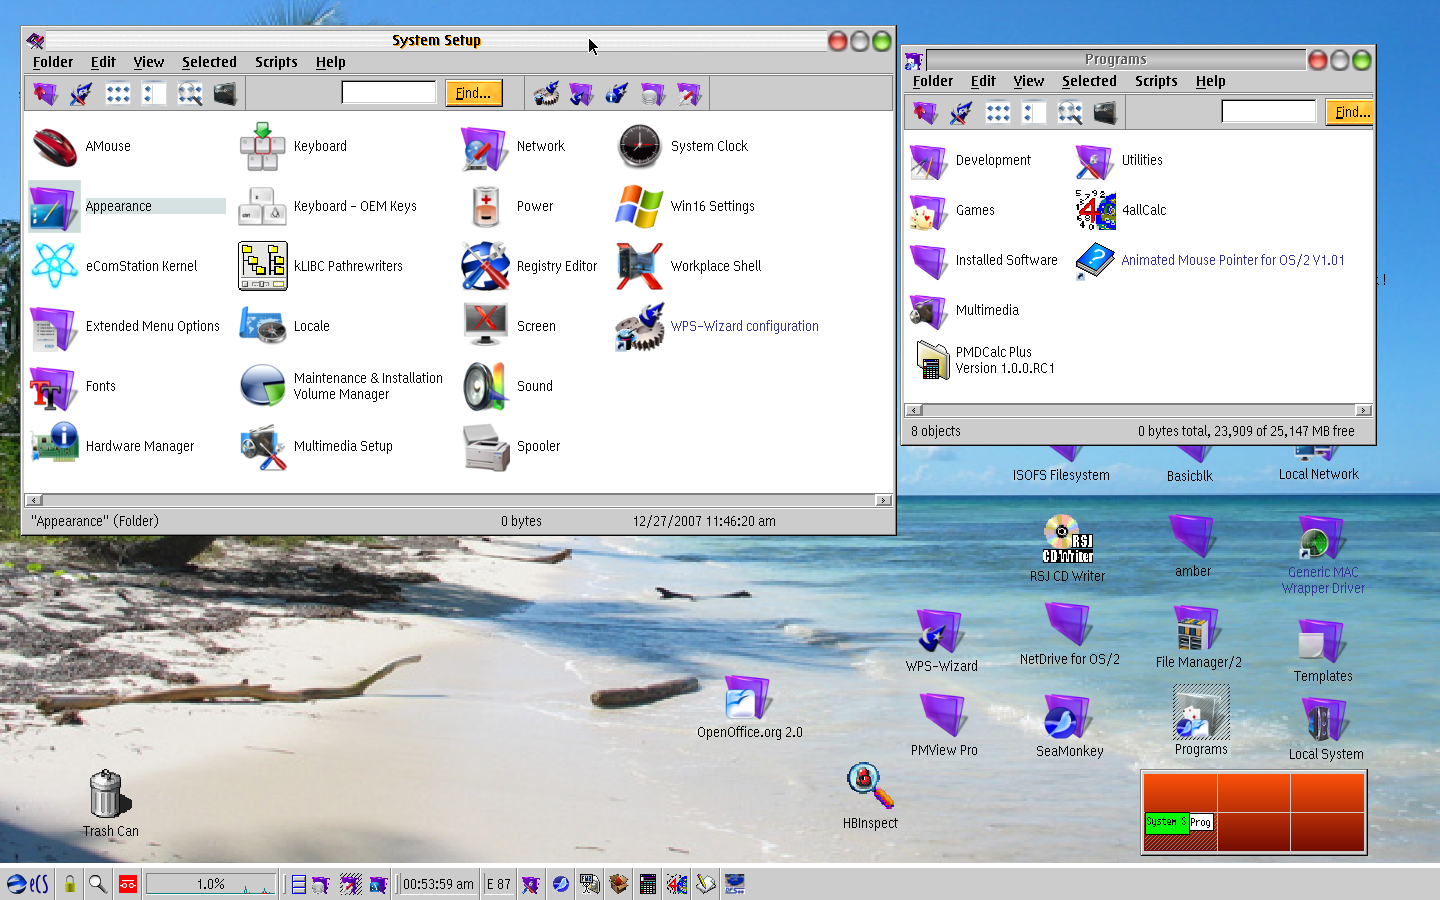 System Setup
Folder Edit View Selected Scripts Help
Find...
AMouse
Keyboard
Network
System Clock
Appearance
Keyboard - OEM Keys
Power
Win16 Settings
eComStation Kernel
kLIBC Pathrewriters
Registry Editor
Workplace Shell
Extended Menu Options
Locale
Screen
WPS-Wizard configuration
Fonts
Maintenance & Installation
Volume Manager
Sound
Hardware Manager
Multimedia Setup
Spooler
"Appearance" (Folder)
0 bytes
12/27/2007 11:46:20 am
Programs
Folder Edit View Selected Scripts Help
Find...
Development
Utilities
Games
4allCalc
Installed Software
Animated Mouse Pointer for OS/2 V1.01
Multimedia
PMDCalc Plus
Version 1.0.0.RC1
8 objects
0 bytes total, 23,909 of 25,147 MB free
ISOFS Filesystem
Basicblk
Local Network
RSJ
CD Writer
RSJ CD Writer
amber
Generic MAC
Wrapper Driver
WPS-Wizard
NetDrive for OS/2
File Manager/2
Templates
OpenOffice.org 2.0
PMView Pro
SeaMonkey
Programs
Local System
Trash Can
HBInspect
System S
Prog
eCS
1.0%
00:53:59 am
E 87